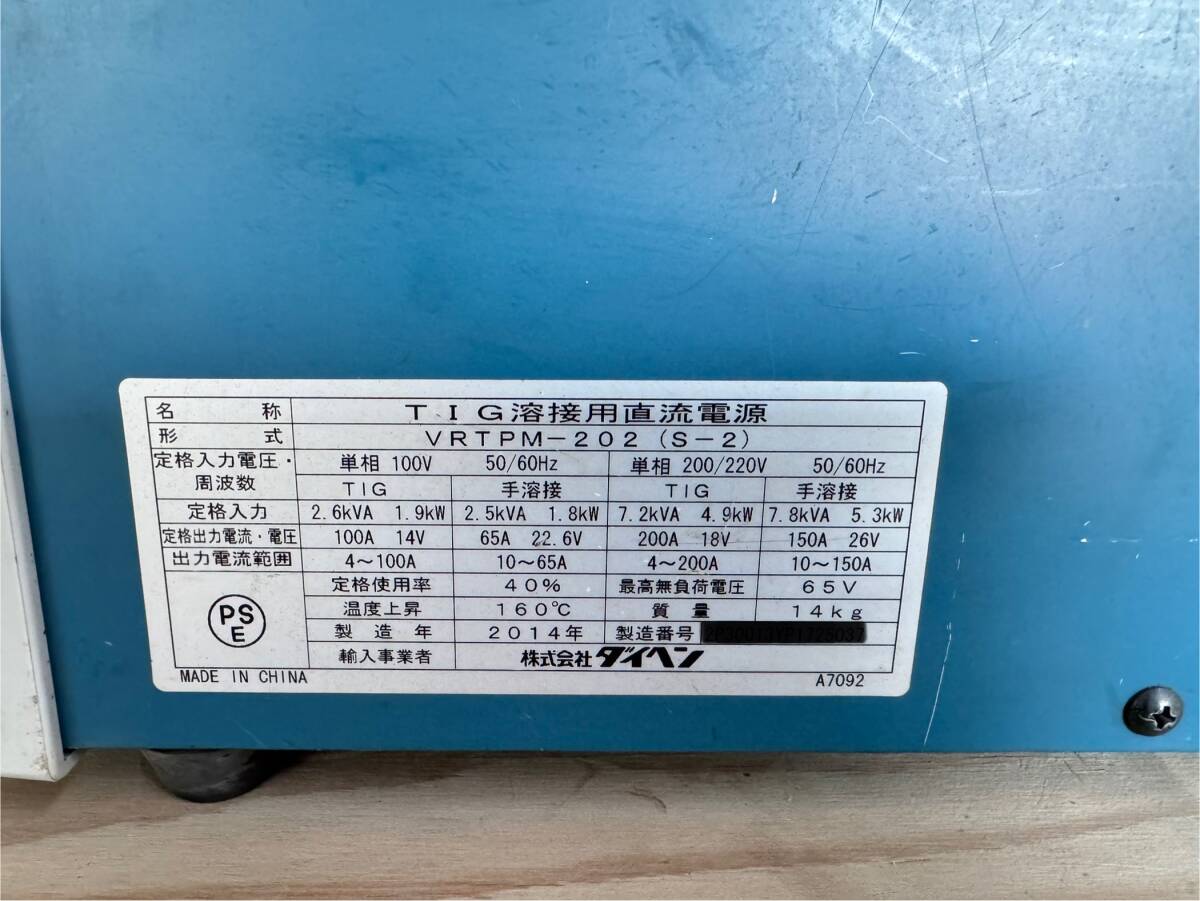 名称 TIG溶接用直流電源
形式 VRTPM-202(S-2)
定格入力電圧・周波数 単相 100V 50/60Hz 単相 200/220V 50/60Hz
TIG 手溶接 TIG 手溶接
定格入力 2.6kVA 1.9kW 2.5kVA 1.8kW 7.2kVA 4.9kW 7.8kVA 5.3kW
定格出力電流・電圧 100A 14V 65A 22.6V 200A 18V 150A 26V
出力電流範囲 4～100A 10～65A 4～200A 10～150A
定格使用率 40% 最高無負荷電圧 65V
温度上昇 160℃ 質量 14kg
製造年 2014年 製造番号
輸入事業者 株式会社ダイヘン
PS
E
MADE IN CHINA A7092